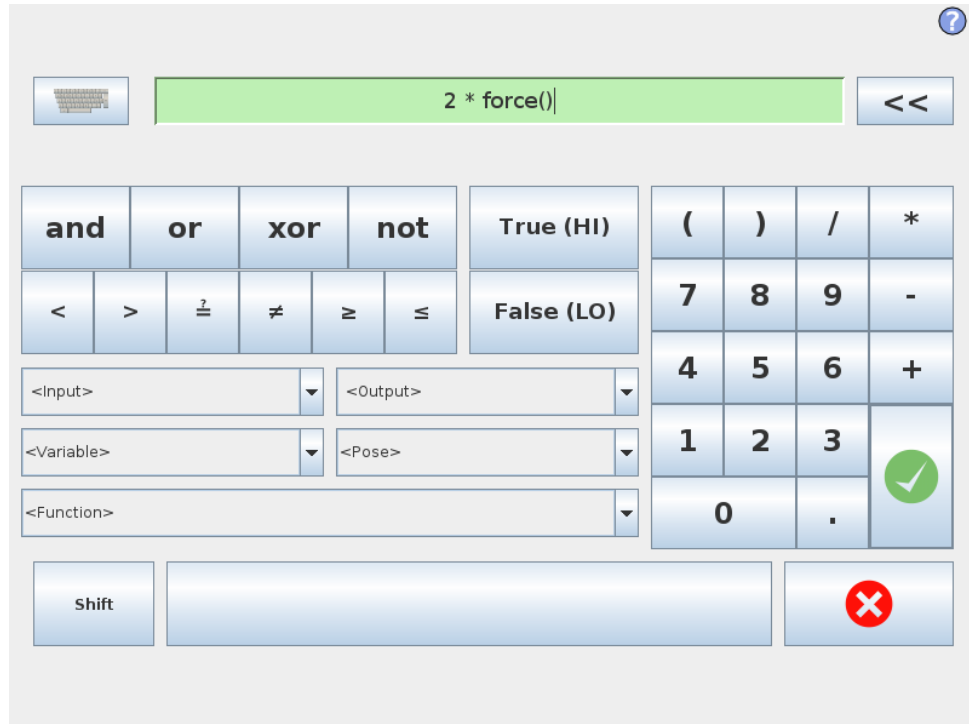 ?
2 * force()
<<
and or xor not True (HI) ( ) / *
< > ≟ ≠ ≥ ≤ False (LO) 7 8 9 -
<Input> <Output> 4 5 6 +
<Variable> <Pose> 1 2 3
<Function> 0 .
Shift